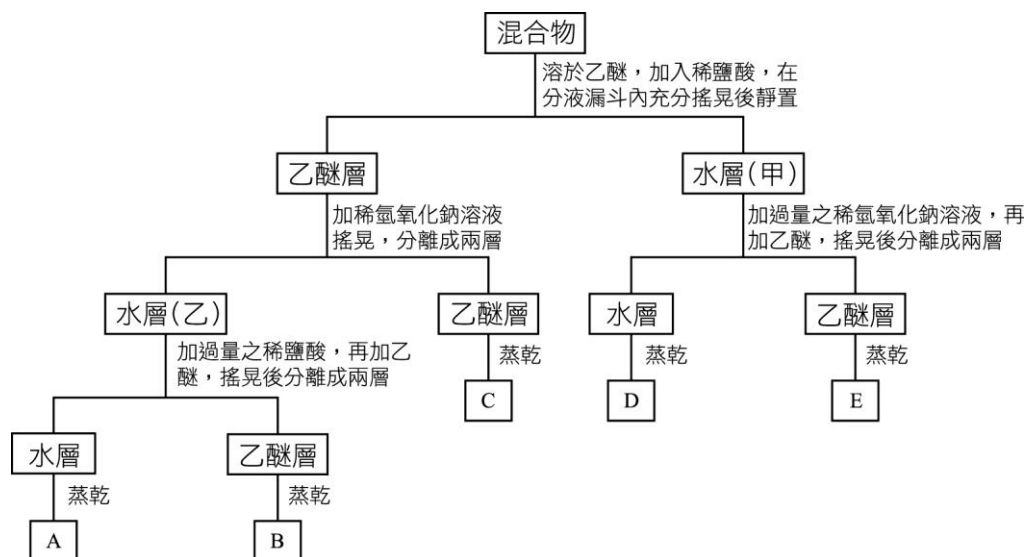 混合物
溶於乙醚，加入稀鹽酸，在
分液漏斗內充分搖晃後靜置
乙醚層
水層(甲)
加稀氫氧化鈉溶液
搖晃，分離成兩層
加過量之稀氫氧化鈉溶液，再
加乙醚，搖晃後分離成兩層
水層(乙)
乙醚層
水層
乙醚層
加過量之稀鹽酸，再加乙
醚，搖晃後分離成兩層
蒸乾
蒸乾
蒸乾
C
D
E
水層
乙醚層
蒸乾
蒸乾
A
B